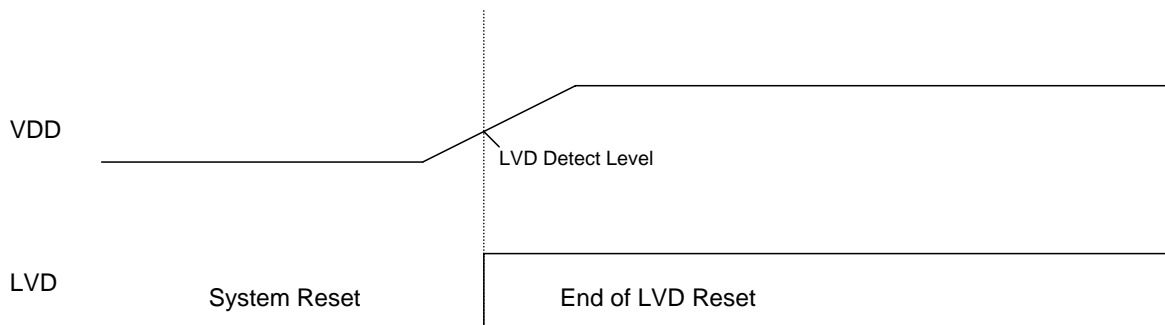 VDD
LVD Detect Level
LVD
System Reset
End of LVD Reset